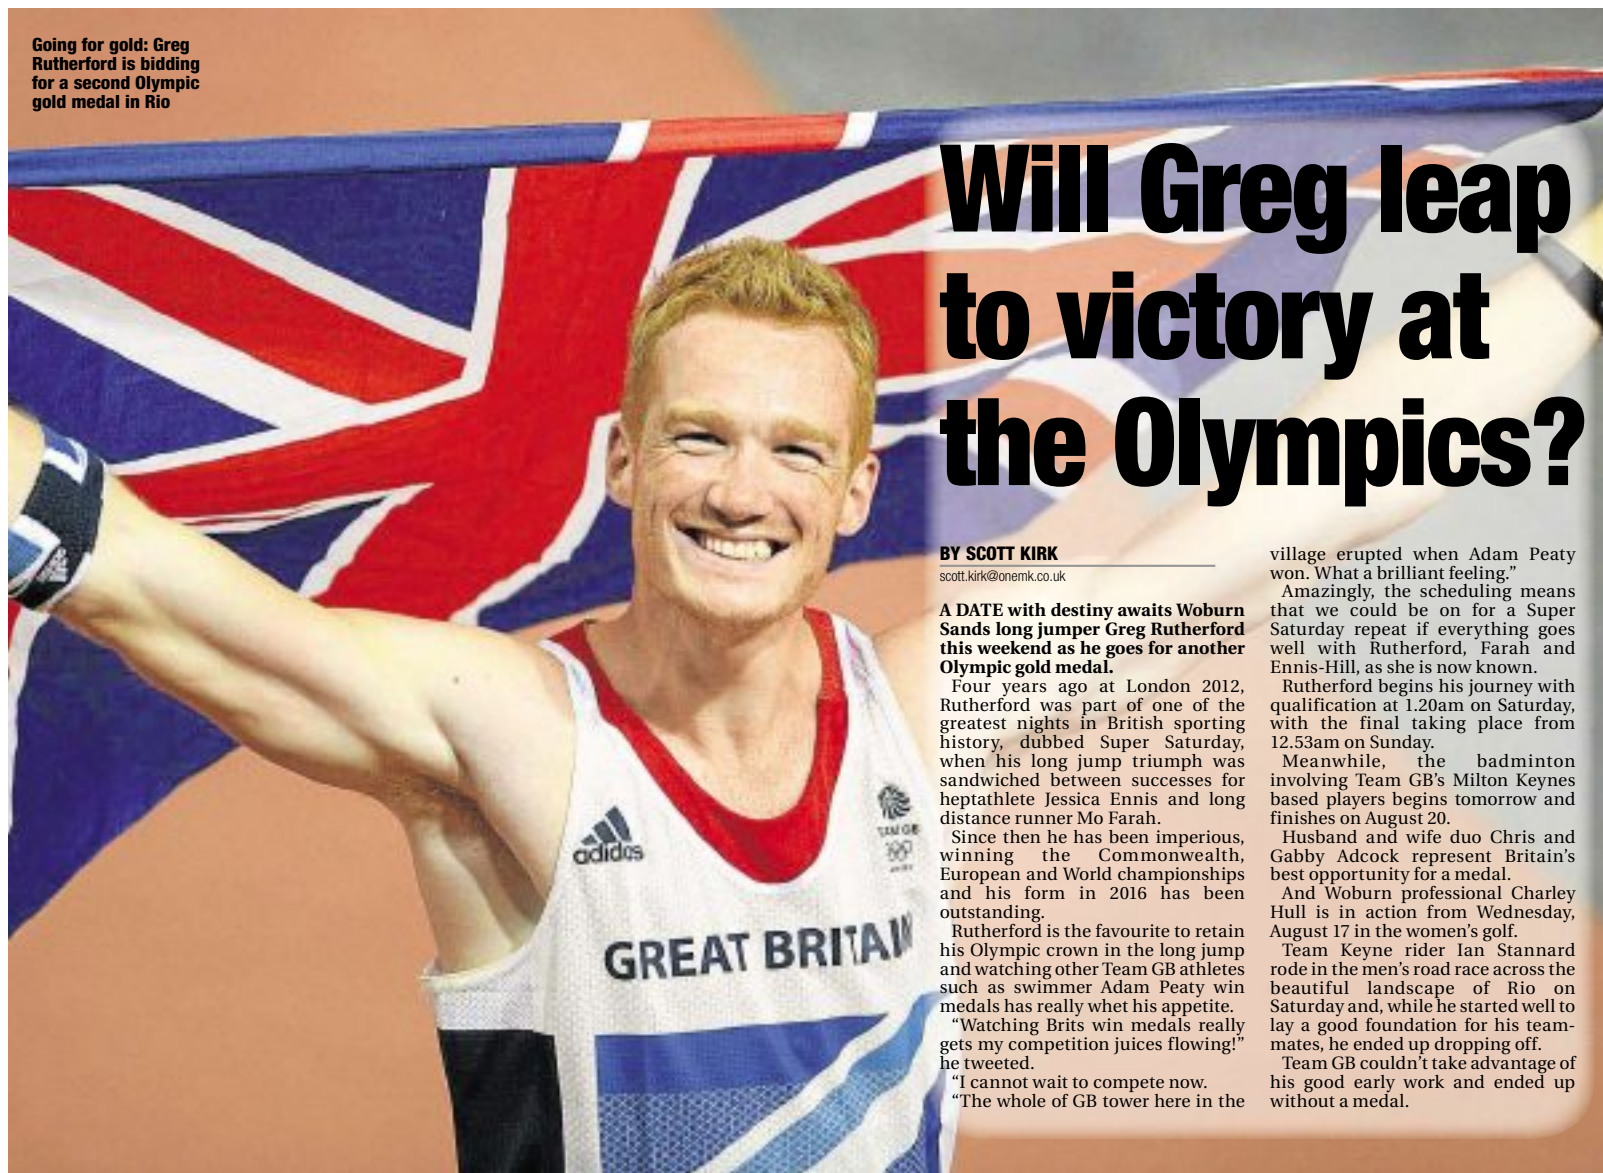 Going for gold: Greg
Rutherford is bidding
for a second Olympic
gold medal in Rio
Will Greg leap
to victory at
the Olympics?
BY SCOTT KIRK
scott.kirk@onemk.co.uk
A DATE with destiny awaits Woburn
Sands long jumper Greg Rutherford
this weekend as he goes for another
Olympic gold medal.
Four years ago at London 2012,
Rutherford was part of one of the
greatest nights in British sporting
history, dubbed Super Saturday,
when his long jump triumph was
sandwiched between successes for
heptathlete Jessica Ennis and long
distance runner Mo Farah.
Since then he has been imperious,
winning the Commonwealth,
European and World championships
and his form in 2016 has been
outstanding.
Rutherford is the favourite to retain
his Olympic crown in the long jump
and watching other Team GB athletes
such as swimmer Adam Peaty win
medals has really whet his appetite.
“Watching Brits win medals really
gets my competition juices flowing!”
he tweeted.
“I cannot wait to compete now.
“The whole of GB tower here in the
village erupted when Adam Peaty
won. What a brilliant feeling.”
Amazingly, the scheduling means
that we could be on for a Super
Saturday repeat if everything goes
well with Rutherford, Farah and
Ennis-Hill, as she is now known.
Rutherford begins his journey with
qualification at 1.20am on Saturday,
with the final taking place from
12.53am on Sunday.
Meanwhile, the badminton
involving Team GB’s Milton Keynes
based players begins tomorrow and
finishes on August 20.
Husband and wife duo Chris and
Gabby Adcock represent Britain’s
best opportunity for a medal.
And Woburn professional Charley
Hull is in action from Wednesday,
August 17 in the women’s golf.
Team Keyne rider Ian Stannard
rode in the men’s road race across the
beautiful landscape of Rio on
Saturday and, while he started well to
lay a good foundation for his team-
mates, he ended up dropping off.
Team GB couldn’t take advantage of
his good early work and ended up
without a medal.
adidas
TEAM GB
GREAT BRITAIN